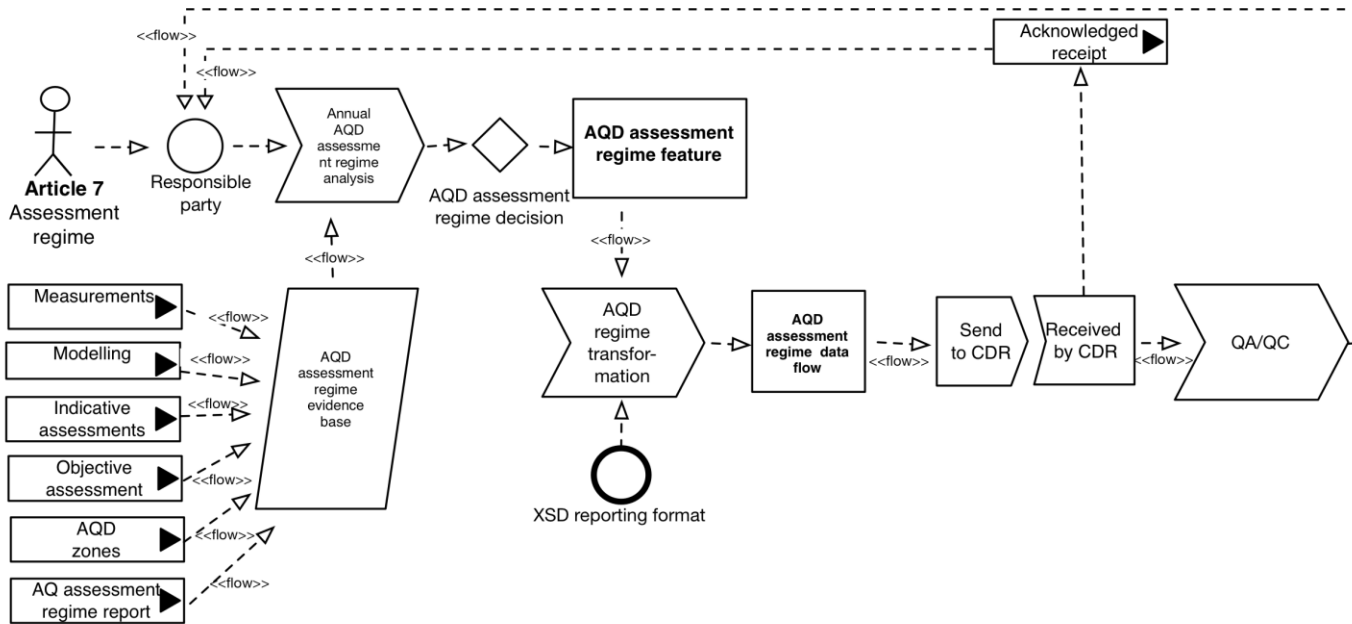 <<flow>>
Acknowledged
receipt
<<flow>>
Article 7
Assessment
regime
Responsible
party
Annual
AQD
assessme
nt regime
analysis
AQD assessment
regime decision
AQD assessment
regime feature
<<flow>>
<<flow>>
Measurements
<<flow>>
Modelling
<<flow>>
Indicative
assessments
<<flow>>
Objective
assessment
<<flow>>
AQD
zones
<<flow>>
AQ assessment
regime report
<<flow>>
AQD
assessment
regime
evidence
base
AQD
regime
transfor-
mation
XSD reporting format
AQD
assessment
regime data
flow
<<flow>>
Send
to CDR
Received
by CDR
<<flow>>
QA/QC